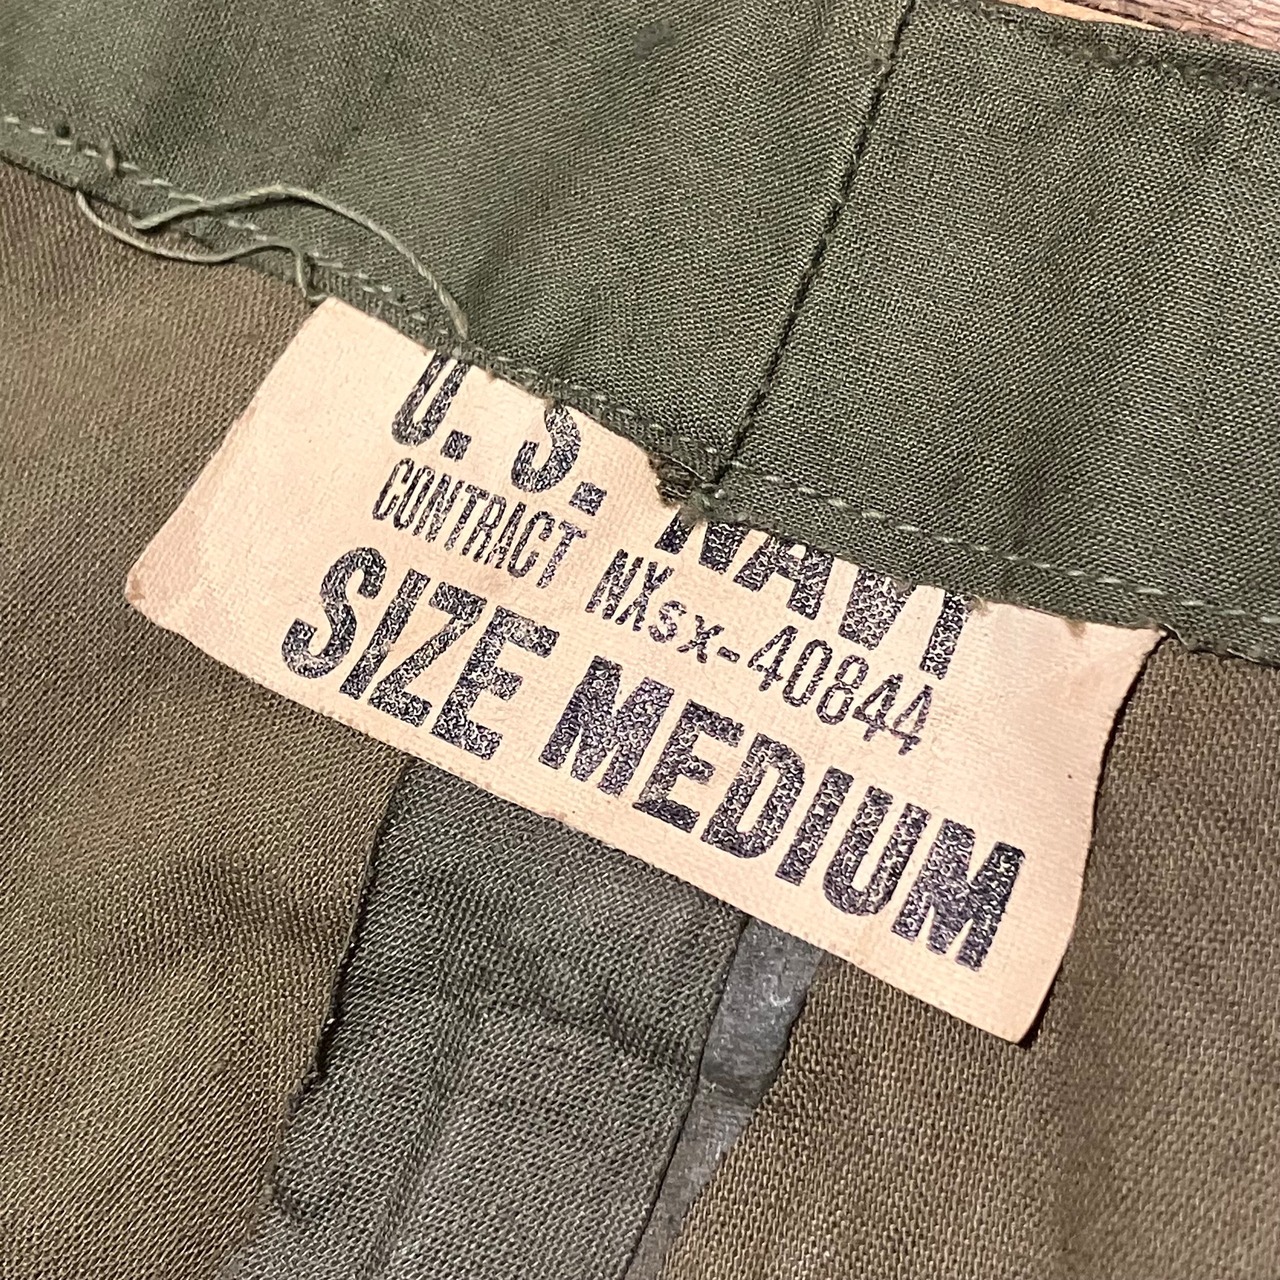 U. S. NAVY
CONTRACT NXsx-40844
SIZE MEDIUM